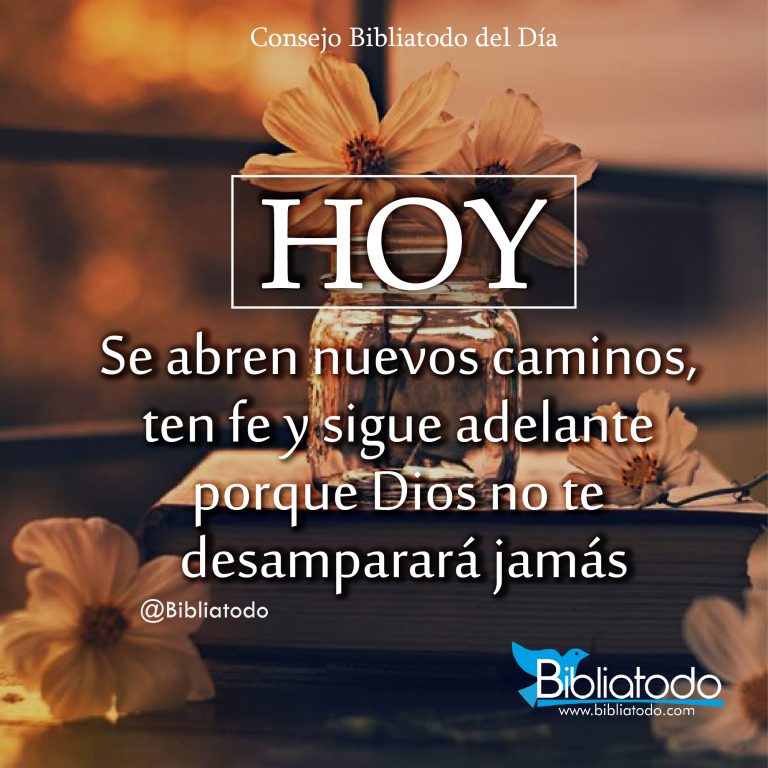 Consejo Bibliatodo del Día
HOY
Se abren nuevos caminos,
ten fe y sigue adelante
porque Dios no te
desamparará jamás
@Bibliatodo
Bibliatodo
www.bibliatodo.com